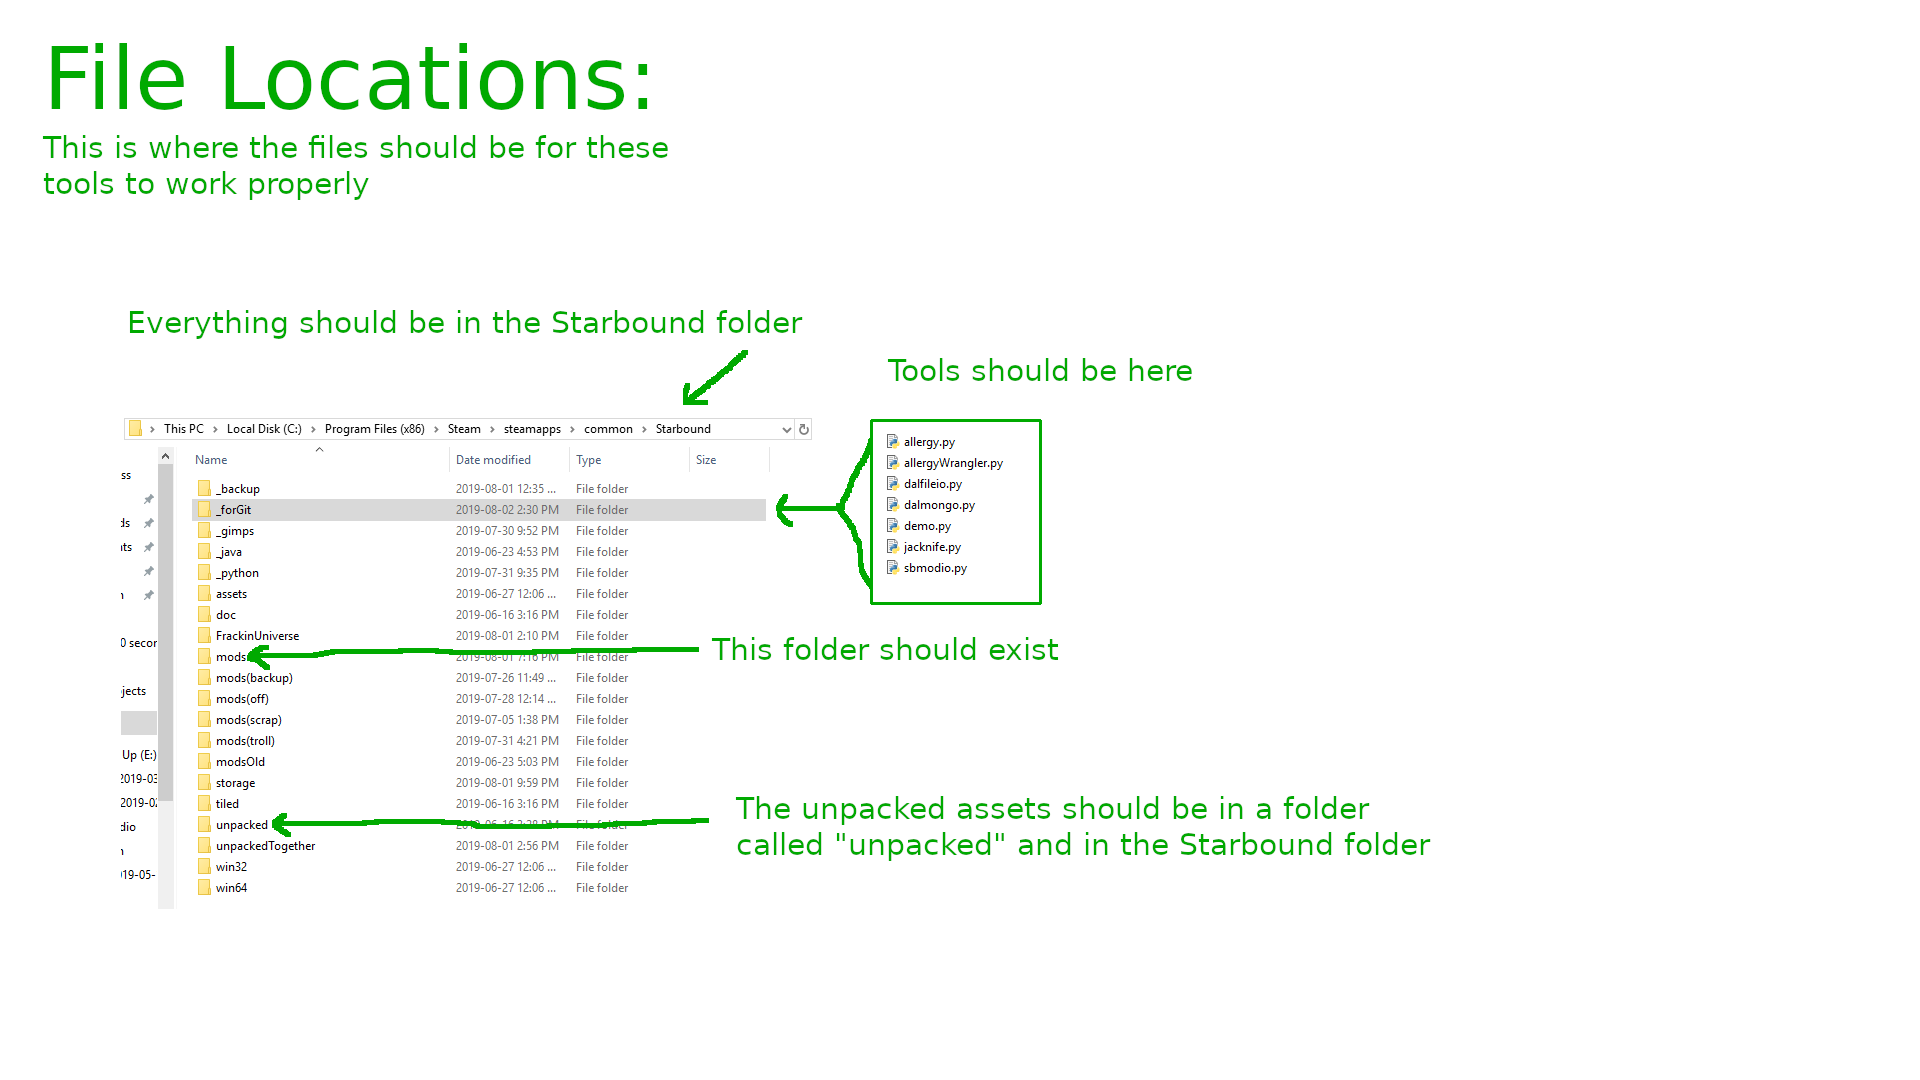 File Locations:
This is where the files should be for these
tools to work properly
Everything should be in the Starbound folder
Tools should be here
This PC > Local Disk (C:) > Program Files (x86) > Steam > steamapps > common > Starbound
Name Date modified Type Size
_backup 2019-08-01 12:35 ... File folder
_forGit 2019-08-02 2:30 PM File folder
_gimps 2019-07-30 9:52 PM File folder
_java 2019-06-23 4:53 PM File folder
_python 2019-07-31 9:35 PM File folder
assets 2019-06-27 12:06 ... File folder
doc 2019-06-16 3:16 PM File folder
FrackinUniverse 2019-08-01 2:10 PM File folder
mods 2019-08-01 7:16 PM File folder
mods(backup) 2019-07-26 11:49 ... File folder
mods(off) 2019-07-28 12:14 ... File folder
mods(scrap) 2019-07-05 1:38 PM File folder
mods(troll) 2019-07-31 4:21 PM File folder
modsOld 2019-06-23 5:03 PM File folder
storage 2019-08-01 9:59 PM File folder
tiled 2019-06-16 3:16 PM File folder
unpacked File folder
unpackedTogether 2019-08-01 2:56 PM File folder
win32 2019-06-27 12:06 ... File folder
win64 2019-06-27 12:06 ... File folder
ss
ds
0 secor
jects
Up (E:)
2019-03
dio
019-05-
allergy.py
allergyWrangler.py
dalfileio.py
dalmongo.py
demo.py
jacknife.py
sbmodio.py
This folder should exist
The unpacked assets should be in a folder
called "unpacked" and in the Starbound folder